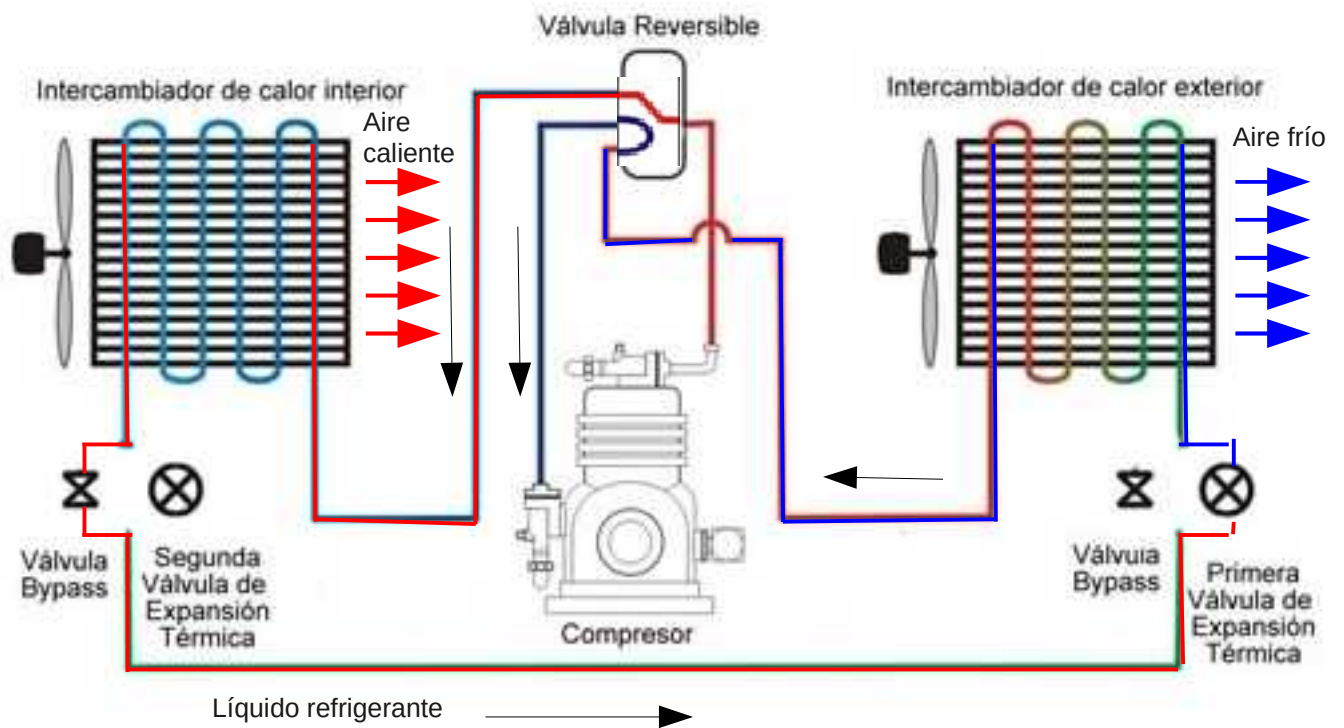 Válvula Reversible
Intercambiador de calor interior
Intercambiador de calor exterior
Aire
caliente
Aire frío
Válvula
Bypass
Segunda
Válvula de
Expansión
Térmica
Compresor
Válvuia
Bypass
Primera
Válvula de
Expansión
Térmica
Líquido refrigerante